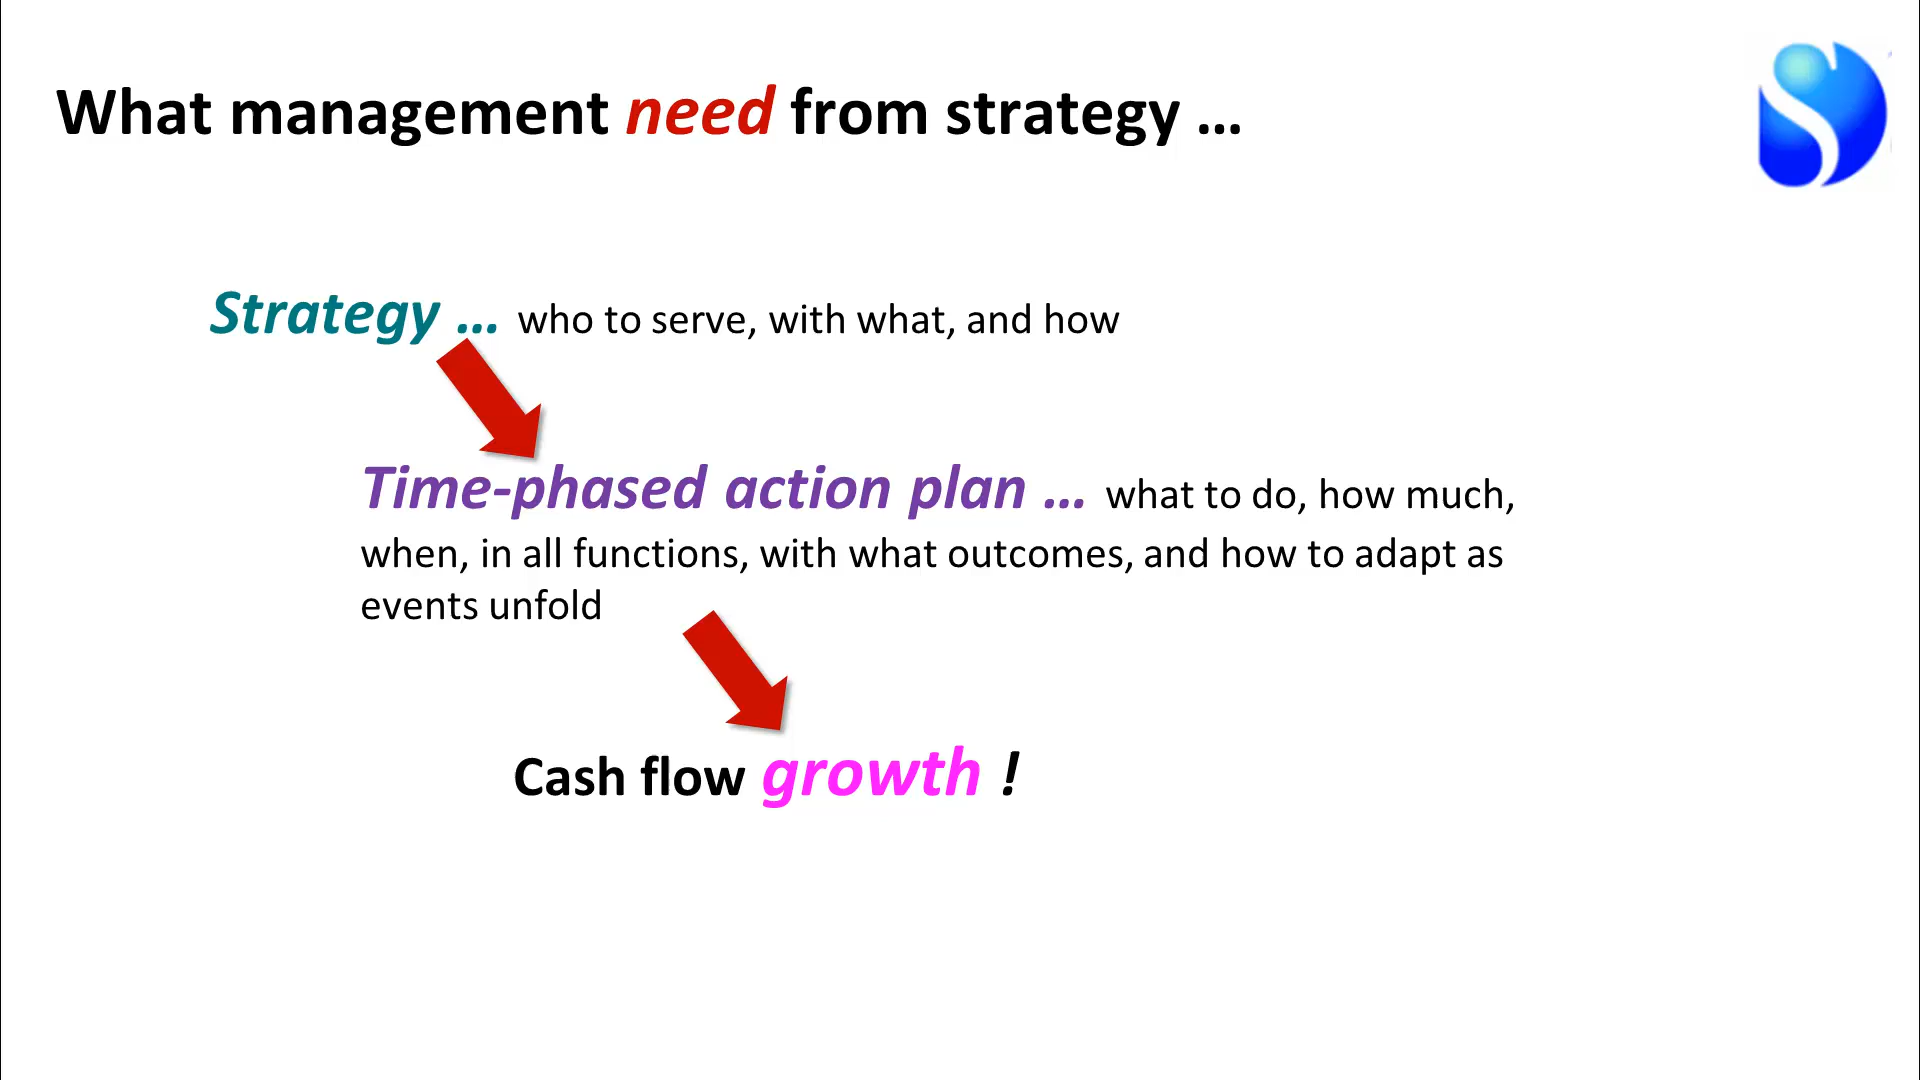 What management need from strategy ...
Strategy ... who to serve, with what, and how
Time-phased action plan ... what to do, how much,
when, in all functions, with what outcomes, and how to adapt as
events unfold
Cash flow growth !